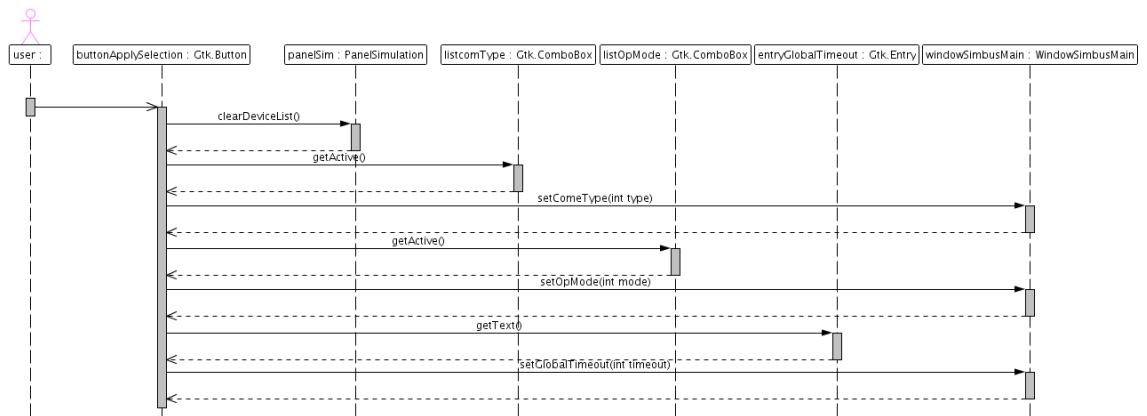 user :
buttonApplySelection : Gtk.Button
panelSim : PanelSimulation
listcomType : Gtk.ComboBox
listOpMode : Gtk.ComboBox
entryGlobalTimeout : Gtk.Entry
windowSimbusMain : WindowSimbusMain
clearDeviceList()
getActive()
setComeType(int type)
getActive()
setOpMode(int mode)
getText()
setGlobalTimeout(int timeout)